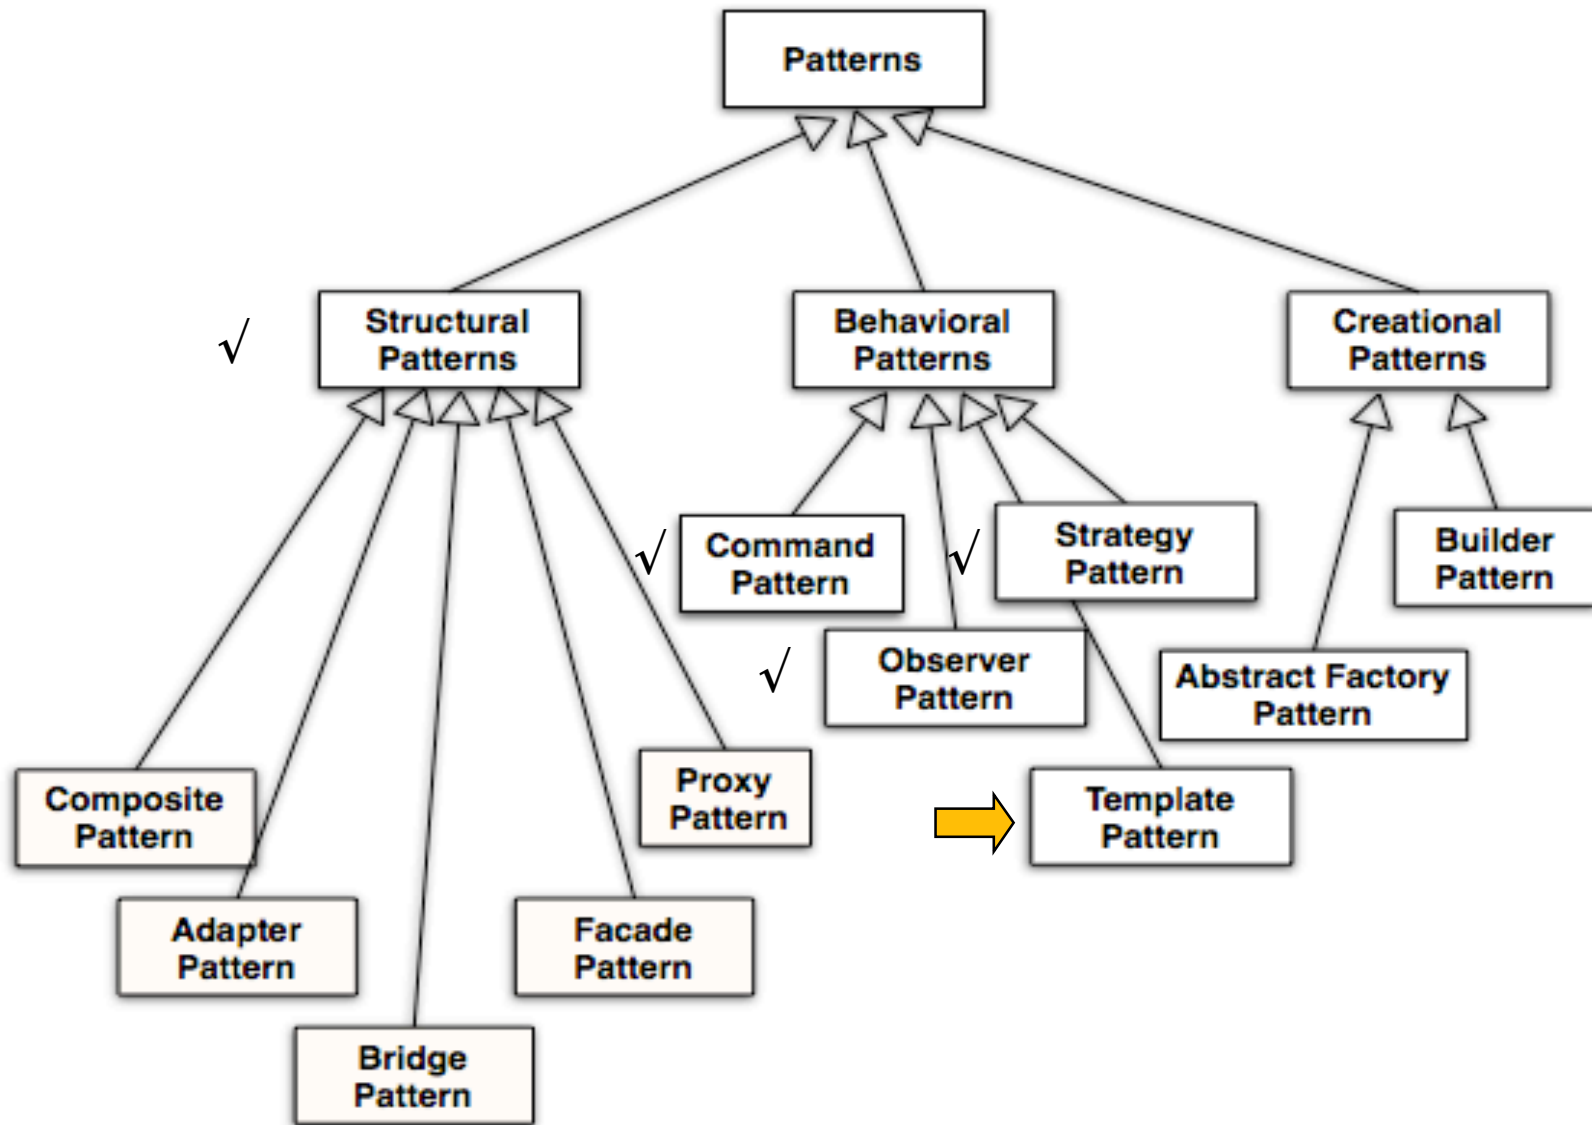 Patterns
√
Structural
Patterns
Behavioral
Patterns
Creational
Patterns
√
Command
Pattern
√
Strategy
Pattern
Builder
Pattern
√
Observer
Pattern
Abstract Factory
Pattern
Composite
Pattern
Proxy
Pattern
Template
Pattern
Adapter
Pattern
Facade
Pattern
Bridge
Pattern